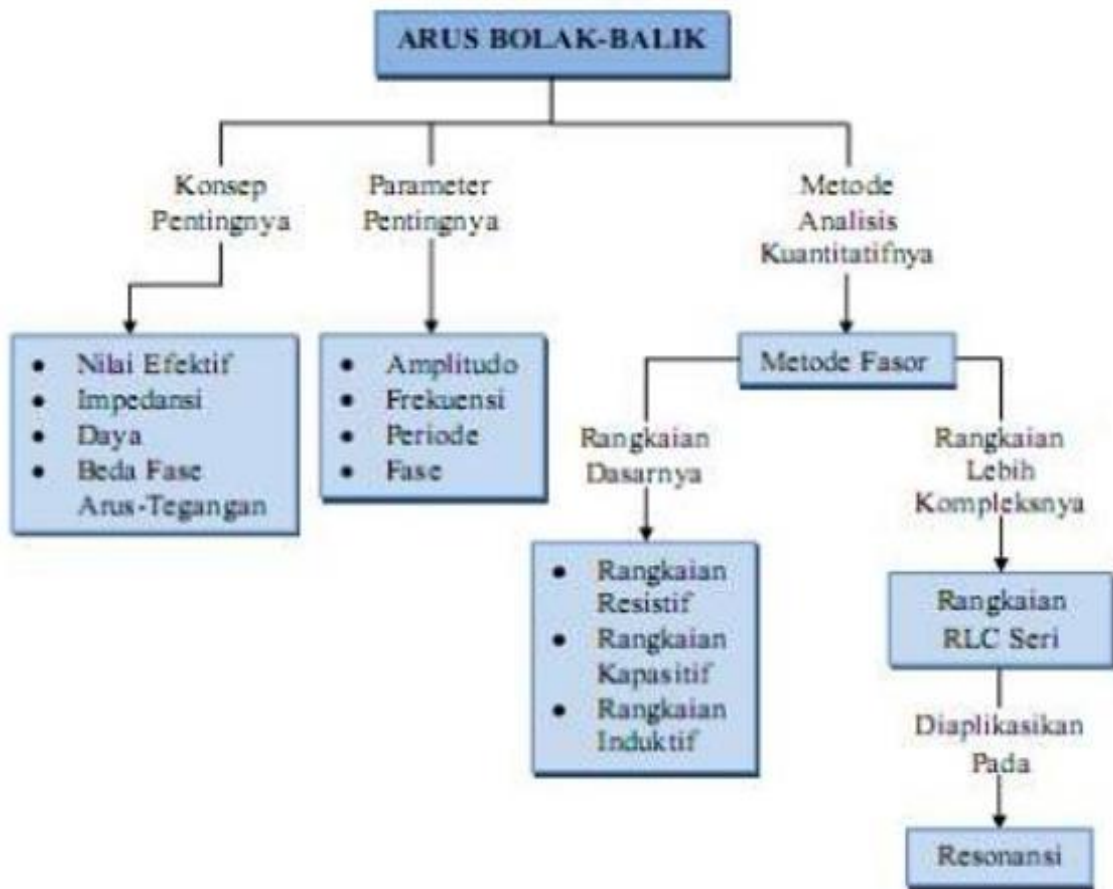 ARUS BOLAK-BALIK
Konsep
Pentingnya
Parameter
Pentingnya
Metode
Analisis
Kuantitatifnya
• Nilai Efektif
• Impedansi
• Daya
• Beda Fase
Arus-Tegangan
• Amplitudo
• Frekuensi
• Periode
• Fase
Metode Fasor
Rangkaian
Dasarnya
Rangkaian
Lebih
Kompleksnya
• Rangkaian
Resistif
• Rangkaian
Kapasitif
• Rangkaian
Induktif
Rangkaian
RLC Seri
Diaplikasikan
Pada
Resonansi